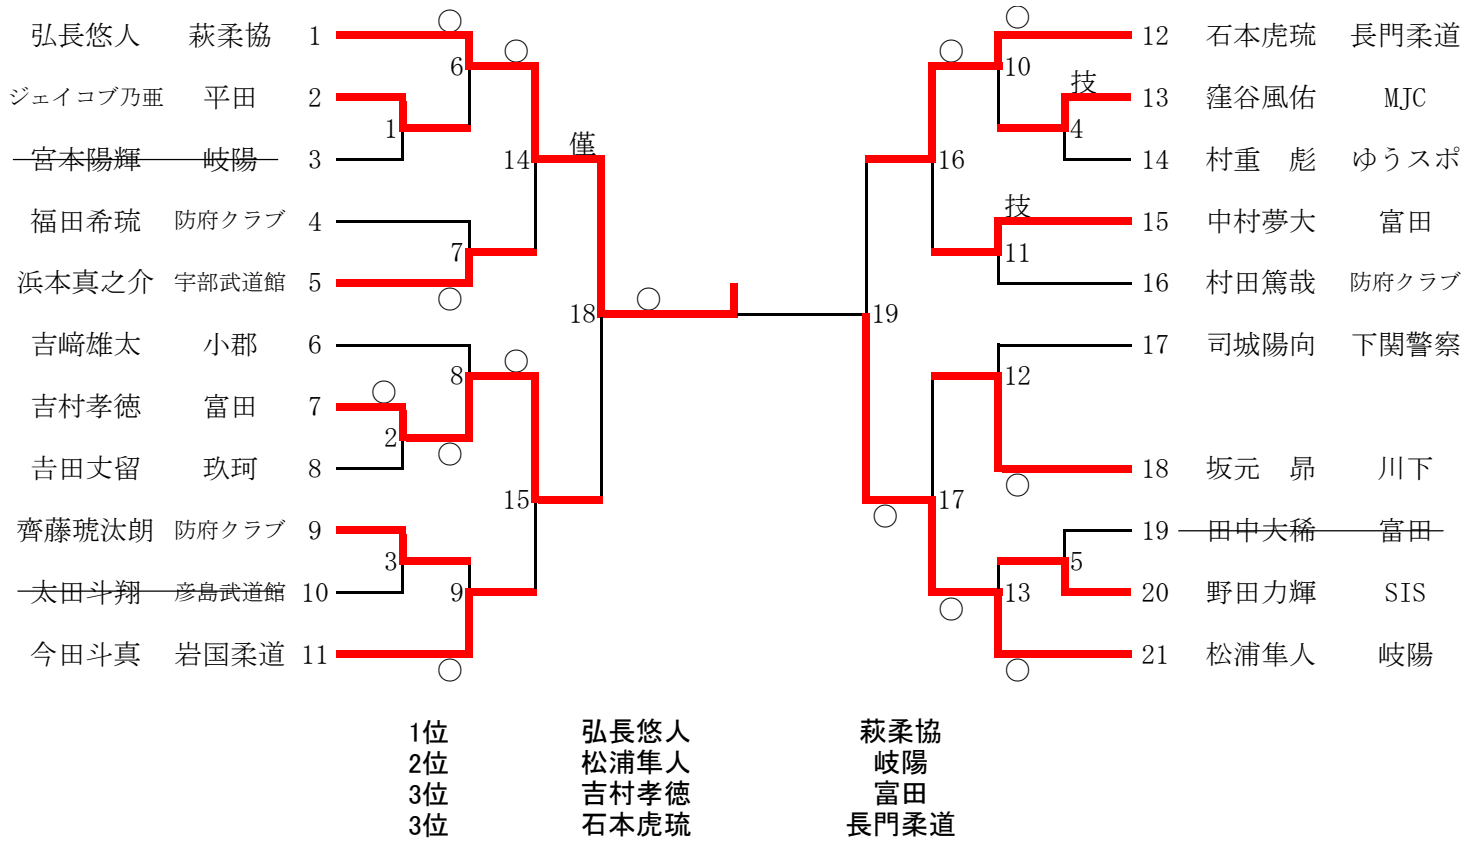 弘長悠人 萩柔協 1 ○ ○ 6
ジェイコブ乃亜 平田 2 1
宮本陽輝 岐陽 3 14 僅
福田希琉 防府クラブ 4 7
浜本真之介 宇部武道館 5 ○
18 ○
吉﨑雄太 小郡 6 8 ○
吉村孝徳 富田 7 ○ 2 ○
吉田丈留 玖珂 8
15
齊藤琥汰朗 防府クラブ 9 3
太田斗翔 彦島武道館 10 9
今田斗真 岩国柔道 11 ○
○ ○ 10 12 石本虎琉 長門柔道
技 4 13 窪谷風佑 MJC
16 14 村重 彪 ゆうスポ
技 11 15 中村夢大 富田
16 村田篤哉 防府クラブ
19
12 17 司城陽向 下関警察
○ 18 坂元 昴 川下
17 ○
5 19 田中大稀 富田
○ 13 20 野田力輝 SIS
○ 21 松浦隼人 岐陽
1位 弘長悠人 萩柔協
2位 松浦隼人 岐陽
3位 吉村孝徳 富田
3位 石本虎琉 長門柔道